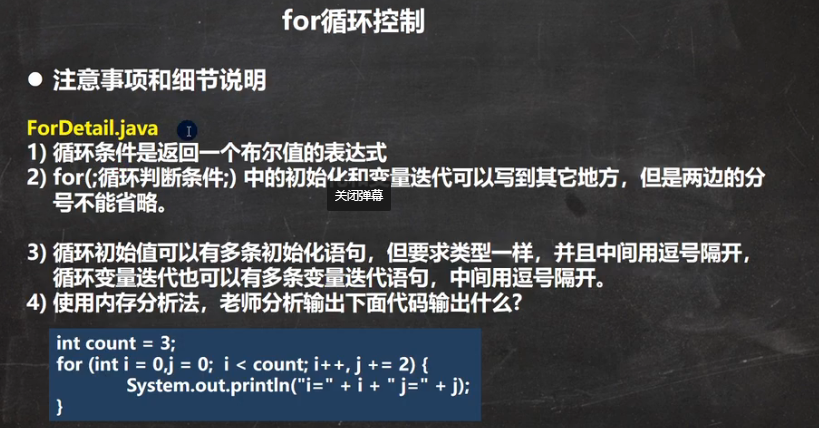 for循环控制
● 注意事项和细节说明
ForDetail.java
1) 循环条件是返回一个布尔值的表达式
2) for(;循环判断条件;) 中的初始化和变量迭代可以写到其它地方，但是两边的分
号不能省略。
关闭弹幕
3) 循环初始值可以有多条初始化语句，但要求类型一样，并且中间用逗号隔开，
循环变量迭代也可以有多条变量迭代语句，中间用逗号隔开。
4) 使用内存分析法，老师分析输出下面代码输出什么?
int count = 3;
for (int i = 0,j = 0;  i < count; i++, j += 2) {
System.out.println("i=" + i + " j=" + j);
}